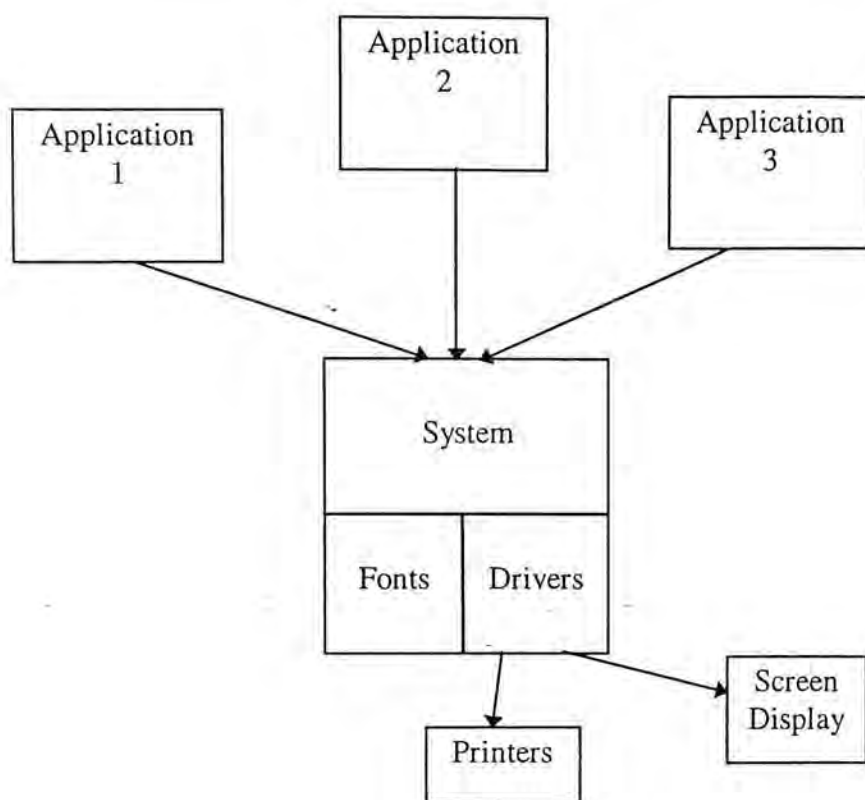 Application
1
Application
2
Application
3
System
Fonts
Drivers
Screen
Display
Printers